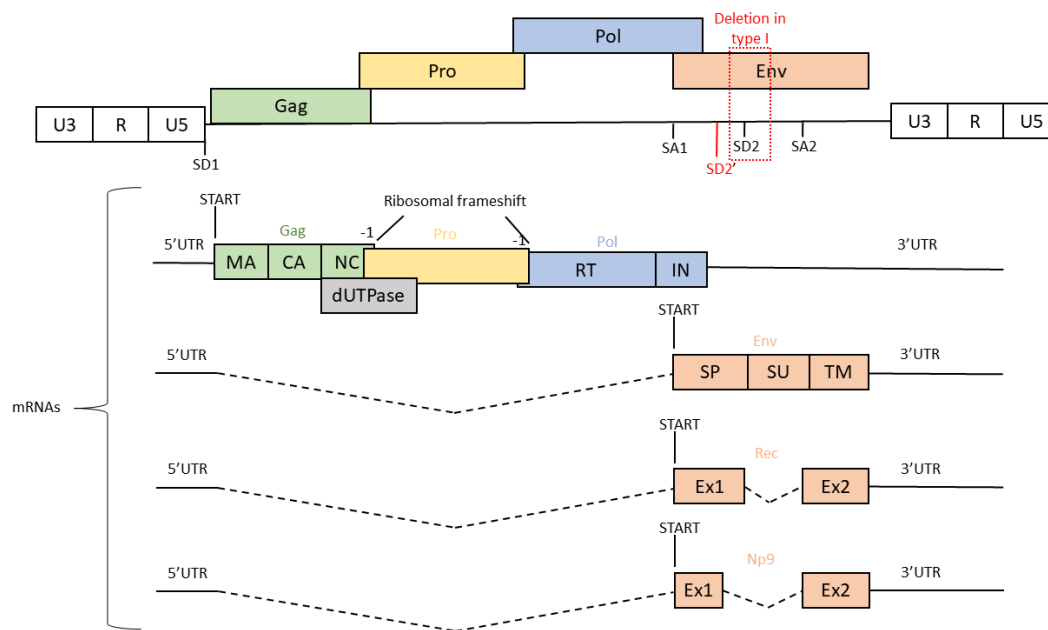 Deletion in
type I
Pol
Pro
Env
Gag
U3 R U5
U3 R U5
SD1
SA1
SD2
SA2
SD2'
START
Ribosomal frameshift
5'UTR
Gag
-1
Pro
-1
Pol
3'UTR
MA CA NC
RT IN
dUTPase
START
5'UTR
Env
3'UTR
SP SU TM
mRNAs
START
5'UTR
Rec
3'UTR
Ex1 Ex2
START
5'UTR
Np9
3'UTR
Ex1 Ex2